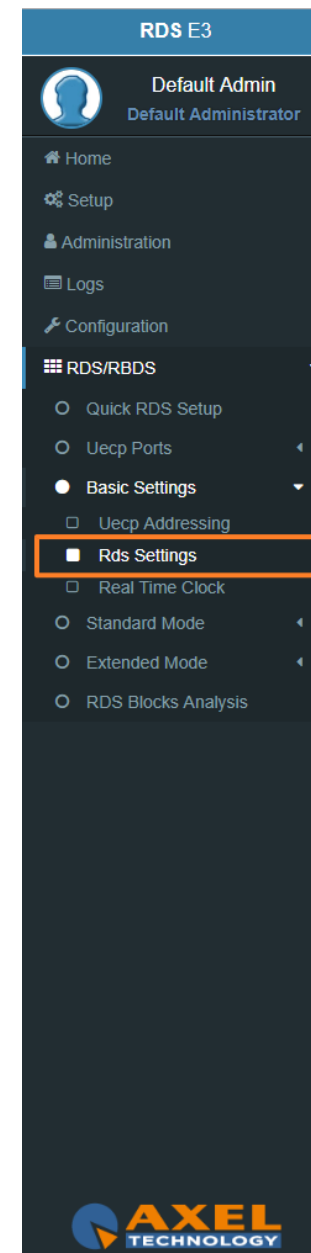 RDS E3
Default Admin
Default Administrator
Home
Setup
Administration
Logs
Configuration
RDS/RBDS
Quick RDS Setup
Uecp Ports
Basic Settings
Uecp Addressing
Rds Settings
Real Time Clock
Standard Mode
Extended Mode
RDS Blocks Analysis
AXEL
TECHNOLOGY